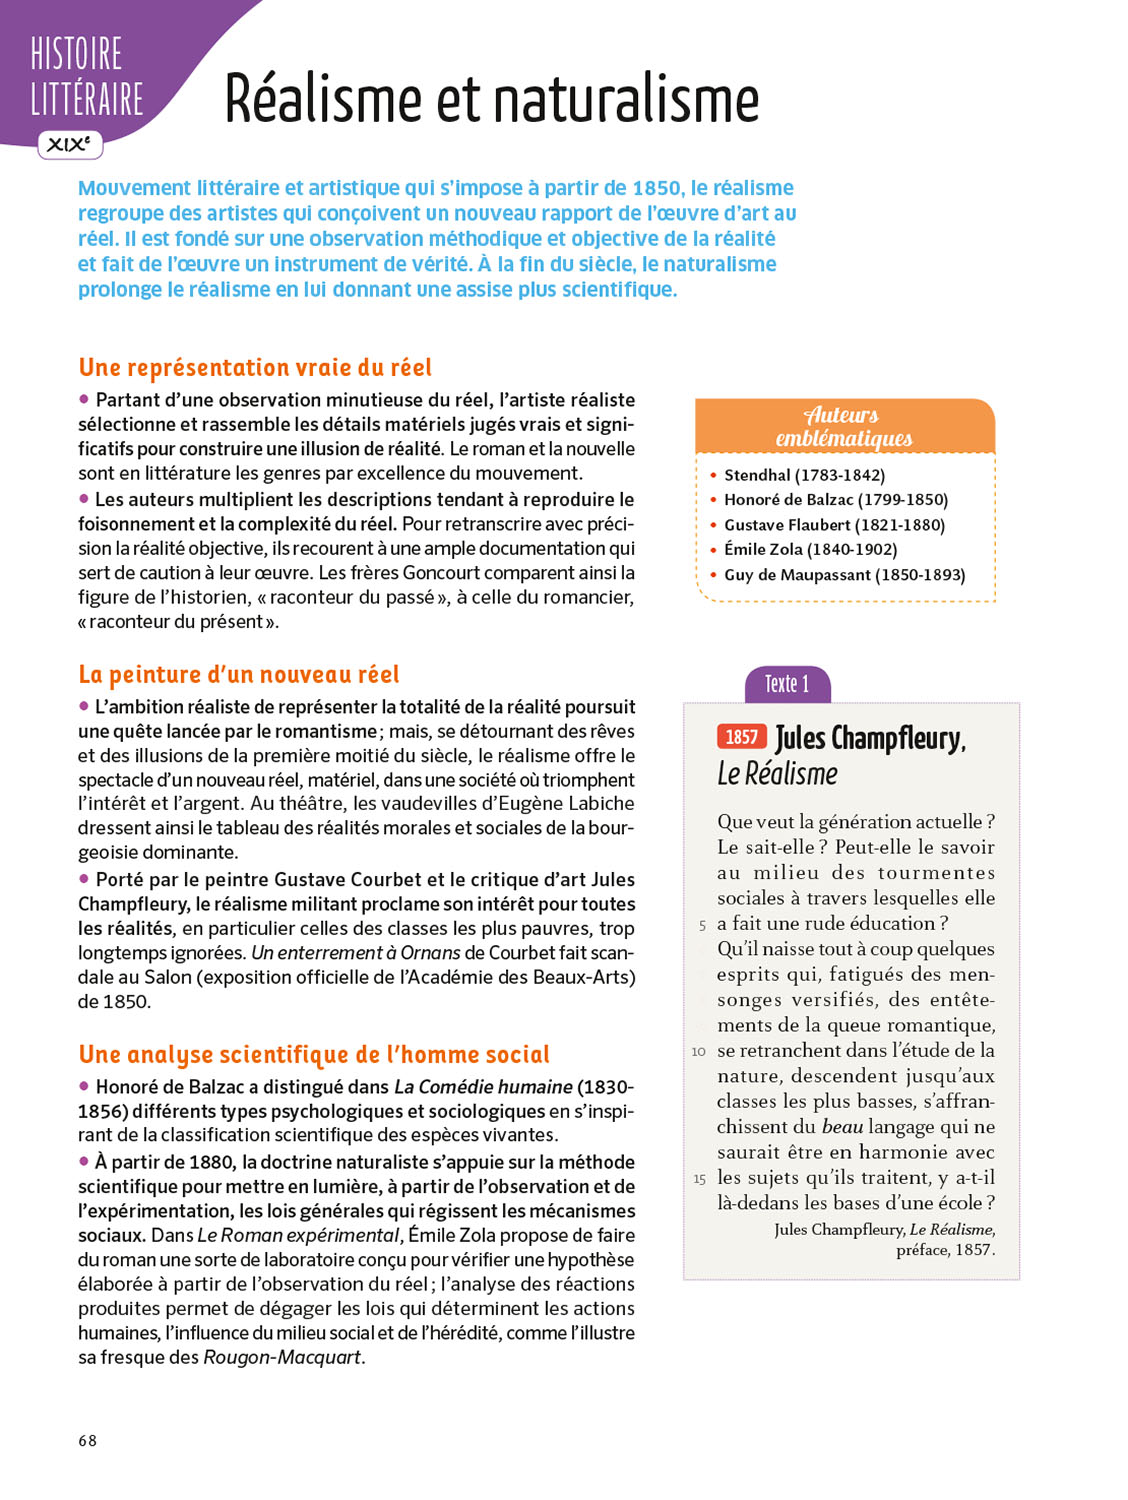 HISTOIRE
LITTÉRAIRE
XIXe
Réalisme et naturalisme
Mouvement littéraire et artistique qui s’impose à partir de 1850, le réalisme
regroupe des artistes qui conçoivent un nouveau rapport de l’œuvre d’art au
réel. Il est fondé sur une observation méthodique et objective de la réalité
et fait de l’œuvre un instrument de vérité. À la fin du siècle, le naturalisme
prolonge le réalisme en lui donnant une assise plus scientifique.
Une représentation vraie du réel
• Partant d’une observation minutieuse du réel, l’artiste réaliste
sélectionne et rassemble les détails matériels jugés vrais et signi-
ficatifs pour construire une illusion de réalité. Le roman et la nouvelle
sont en littérature les genres par excellence du mouvement.
• Les auteurs multiplient les descriptions tendant à reproduire le
foisonnement et la complexité du réel. Pour retranscrire avec préci-
sion la réalité objective, ils recourent à une ample documentation qui
sert de caution à leur œuvre. Les frères Goncourt comparent ainsi la
figure de l’historien, « raconteur du passé », à celle du romancier,
« raconteur du présent ».
La peinture d’un nouveau réel
• L’ambition réaliste de représenter la totalité de la réalité poursuit
une quête lancée par le romantisme ; mais, se détournant des rêves
et des illusions de la première moitié du siècle, le réalisme offre le
spectacle d’un nouveau réel, matériel, dans une société où triomphent
l’intérêt et l’argent. Au théâtre, les vaudevilles d’Eugène Labiche
dressent ainsi le tableau des réalités morales et sociales de la bour-
geoisie dominante.
• Porté par le peintre Gustave Courbet et le critique d’art Jules
Champfleury, le réalisme militant proclame son intérêt pour toutes
les réalités, en particulier celles des classes les plus pauvres, trop
longtemps ignorées. Un enterrement à Ornans de Courbet fait scan-
dale au Salon (exposition officielle de l’Académie des Beaux-Arts)
de 1850.
Une analyse scientifique de l’homme social
• Honoré de Balzac a distingué dans La Comédie humaine (1830-
1856) différents types psychologiques et sociologiques en s’inspi-
rant de la classification scientifique des espèces vivantes.
• À partir de 1880, la doctrine naturaliste s’appuie sur la méthode
scientifique pour mettre en lumière, à partir de l’observation et de
l’expérimentation, les lois générales qui régissent les mécanismes
sociaux. Dans Le Roman expérimental, Émile Zola propose de faire
du roman une sorte de laboratoire conçu pour vérifier une hypothèse
élaborée à partir de l’observation du réel ; l’analyse des réactions
produites permet de dégager les lois qui déterminent les actions
humaines, l’influence du milieu social et de l’hérédité, comme l’illustre
sa fresque des Rougon-Macquart.
Auteurs
emblématiques
• Stendhal (1783-1842)
• Honoré de Balzac (1799-1850)
• Gustave Flaubert (1821-1880)
• Émile Zola (1840-1902)
• Guy de Maupassant (1850-1893)
Texte 1
1857 Jules Champfleury,
Le Réalisme
Que veut la génération actuelle ?
Le sait-elle ? Peut-elle le savoir
au milieu des tourmentes
sociales à travers lesquelles elle
5 a fait une rude éducation ?
Qu’il naisse tout à coup quelques
esprits qui, fatigués des men-
songes versifiés, des entête-
ments de la queue romantique,
10 se retranchent dans l’étude de la
nature, descendent jusqu’aux
classes les plus basses, s’affran-
chissent du beau langage qui ne
saurait être en harmonie avec
15 les sujets qu’ils traitent, y a-t-il
là-dedans les bases d’une école ?
Jules Champfleury, Le Réalisme,
préface, 1857.
68